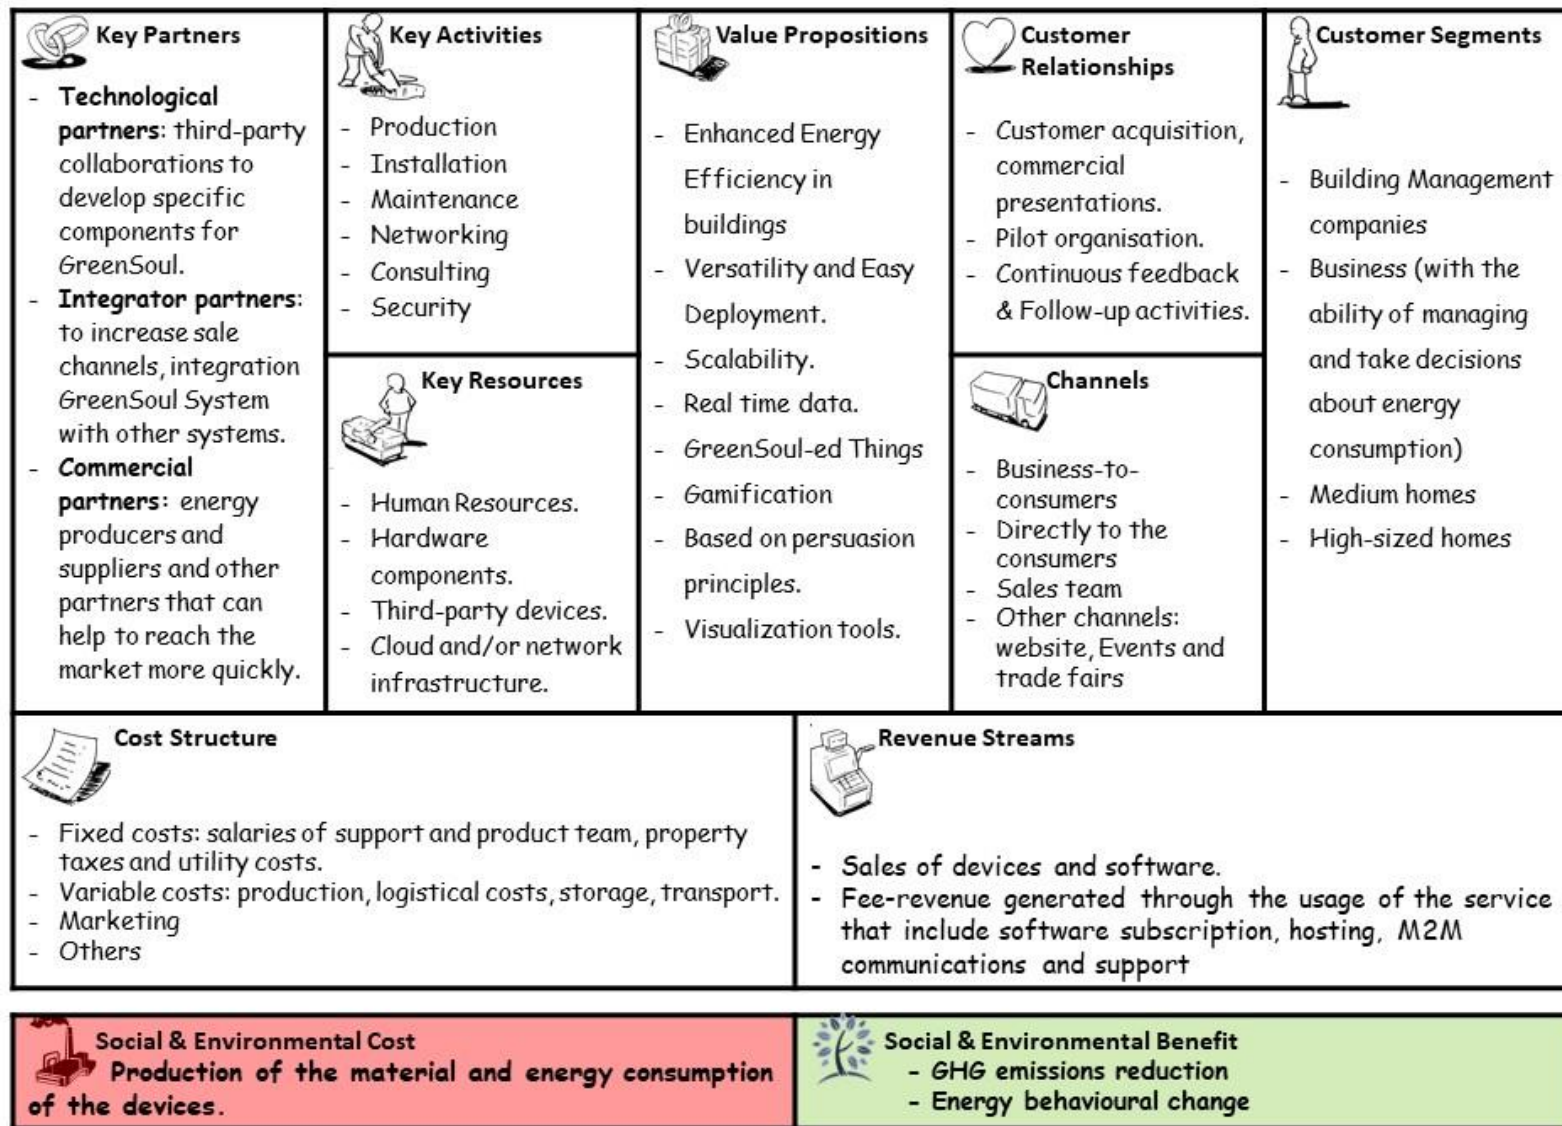 Key Partners
- Technological
partners: third-party
collaborations to
develop specific
components for
GreenSoul.
- Integrator partners:
to increase sale
channels, integration
GreenSoul System
with other systems.
- Commercial
partners: energy
producers and
suppliers and other
partners that can
help to reach the
market more quickly.
Key Activities
- Production
- Installation
- Maintenance
- Networking
- Consulting
- Security
Key Resources
- Human Resources.
- Hardware
components.
- Third-party devices.
- Cloud and/or network
infrastructure.
Value Propositions
- Enhanced Energy
Efficiency in
buildings
- Versatility and Easy
Deployment.
- Scalability.
- Real time data.
- GreenSoul-ed Things
- Gamification
- Based on persuasion
principles.
- Visualization tools.
Customer
Relationships
- Customer acquisition,
commercial
presentations.
- Pilot organisation.
- Continuous feedback
& Follow-up activities.
Channels
- Business-to-
consumers
- Directly to the
consumers
- Sales team
- Other channels:
website, Events and
trade fairs
Customer Segments
- Building Management
companies
- Business (with the
ability of managing
and take decisions
about energy
consumption)
- Medium homes
- High-sized homes
Cost Structure
- Fixed costs: salaries of support and product team, property
taxes and utility costs.
- Variable costs: production, logistical costs, storage, transport.
- Marketing
- Others
Revenue Streams
- Sales of devices and software.
- Fee-revenue generated through the usage of the service
that include software subscription, hosting, M2M
communications and support
Social & Environmental Cost
Production of the material and energy consumption
of the devices.
Social & Environmental Benefit
- GHG emissions reduction
- Energy behavioural change